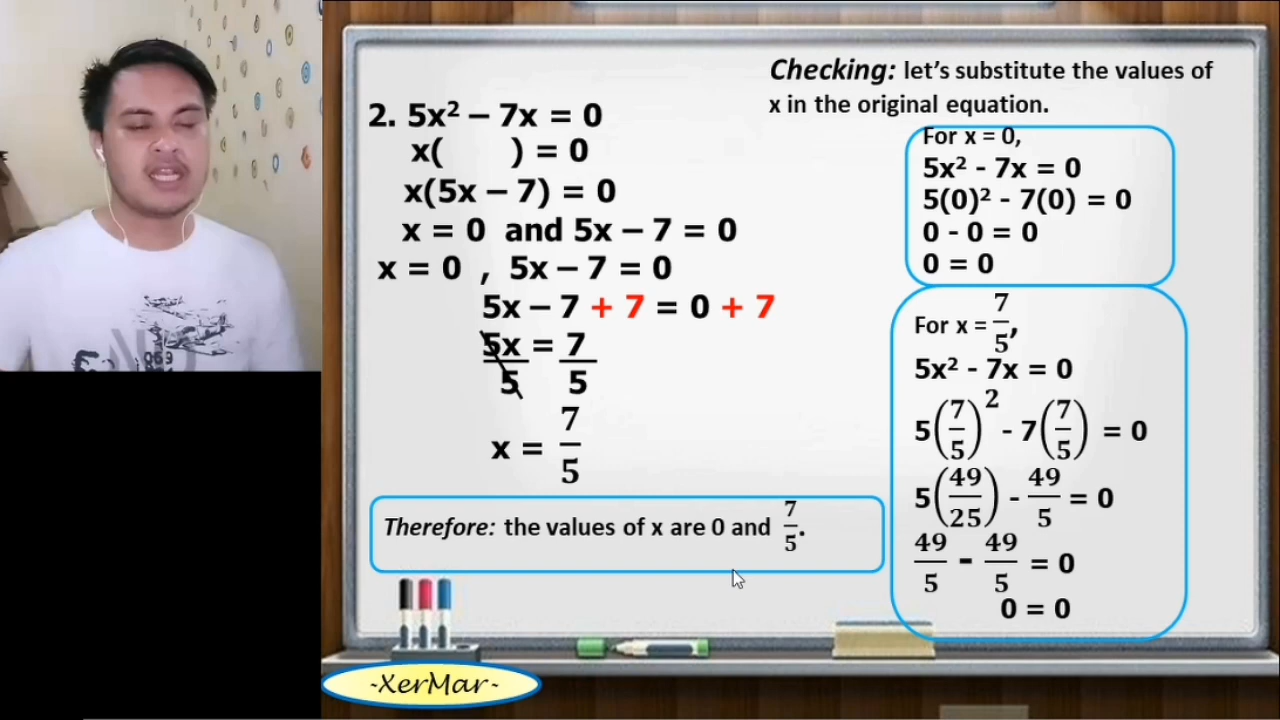 2. 5x² – 7x = 0
x( ) = 0
x(5x – 7) = 0
x = 0 and 5x – 7 = 0
x = 0 , 5x – 7 = 0
5x – 7 + 7 = 0 + 7
5x/5 = 7/5
x = 7/5
Therefore: the values of x are 0 and 7/5.
Checking: let's substitute the values of
x in the original equation.
For x = 0,
5x² - 7x = 0
5(0)² - 7(0) = 0
0 - 0 = 0
0 = 0
For x = 7/5,
5x² - 7x = 0
5(7/5)² - 7(7/5) = 0
5(49/25) - 49/5 = 0
49/5 - 49/5 = 0
0 = 0
-XerMar-
069